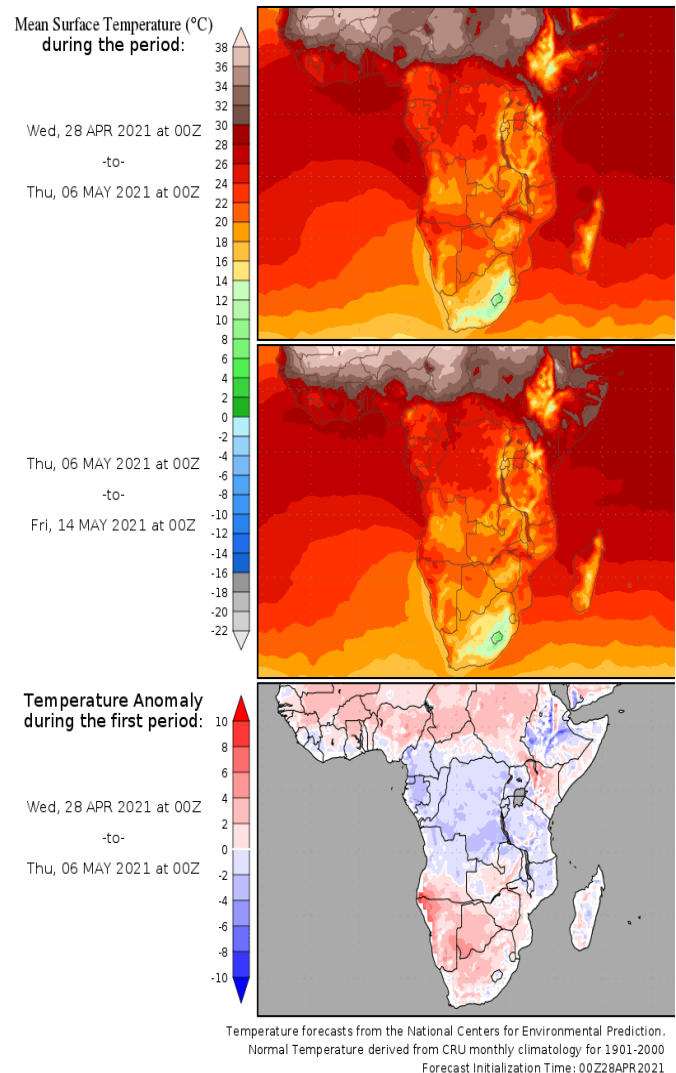 Mean Surface Temperature (°C)
during the period:
38
36
34
32
30
28
26
24
22
20
18
16
14
12
10
8
6
4
2
0
-2
-4
-6
-8
-10
-12
-14
-16
-18
-20
-22
Wed, 28 APR 2021 at 00Z
-to-
Thu, 06 MAY 2021 at 00Z
Thu, 06 MAY 2021 at 00Z
-to-
Fri, 14 MAY 2021 at 00Z
Temperature Anomaly
during the first period:
10
8
6
4
2
0
-2
-4
-6
-8
-10
Wed, 28 APR 2021 at 00Z
-to-
Thu, 06 MAY 2021 at 00Z
Temperature forecasts from the National Centers for Environmental Prediction.
Normal Temperature derived from CRU monthly climatology for 1901-2000
Forecast Initialization Time: 00Z28APR2021